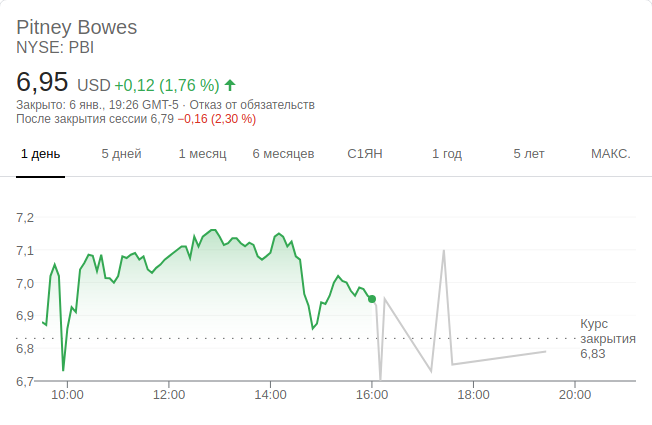 Pitney Bowes
NYSE: PBI
6,95 USD +0,12 (1,76 %)
Закрыто: 6 янв., 19:26 GMT-5 · Отказ от обязательств
После закрытия сессии 6,79 −0,16 (2,30 %)
1 день 5 дней 1 месяц 6 месяцев С1ЯН 1 год 5 лет МАКС.
7,2
7,1
7,0
6,9
6,8
6,7
Курс
закрытия
6,83
10:00 12:00 14:00 16:00 18:00 20:00